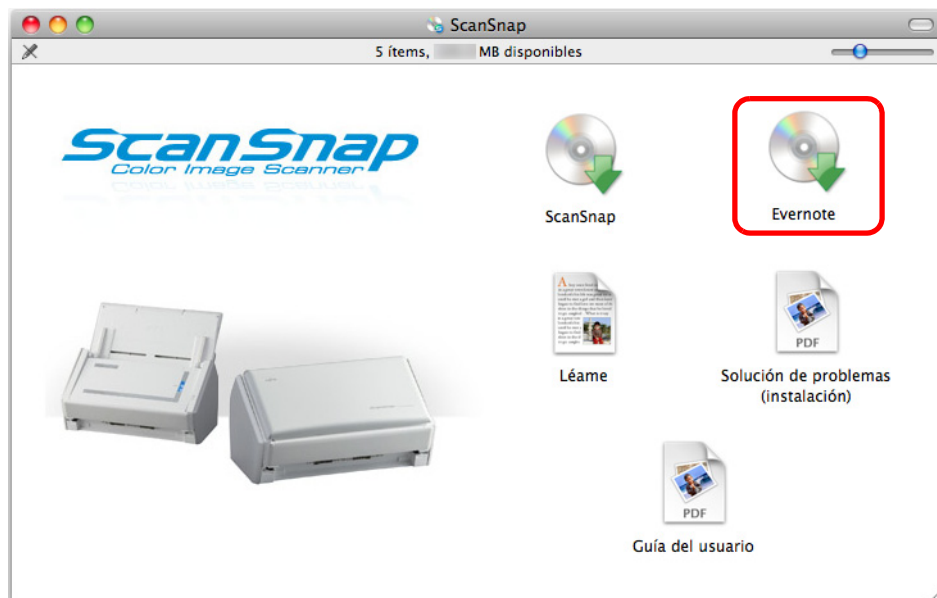 ScanSnap
5 ítems, MB disponibles
ScanSnap
Color Image Scanner
ScanSnap
Evernote
PDF
Léame
Solución de problemas
(instalación)
PDF
Guía del usuario